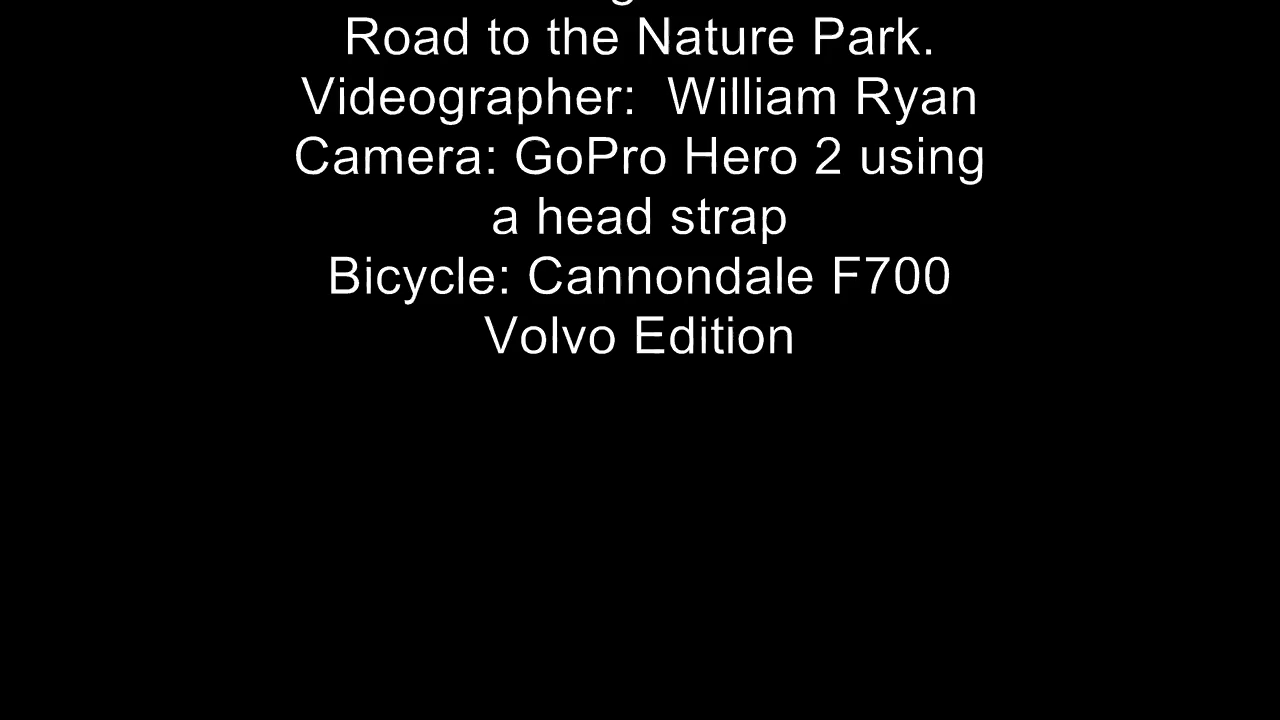 Road to the Nature Park.
Videographer:  William Ryan
Camera: GoPro Hero 2 using
a head strap
Bicycle: Cannondale F700
Volvo Edition